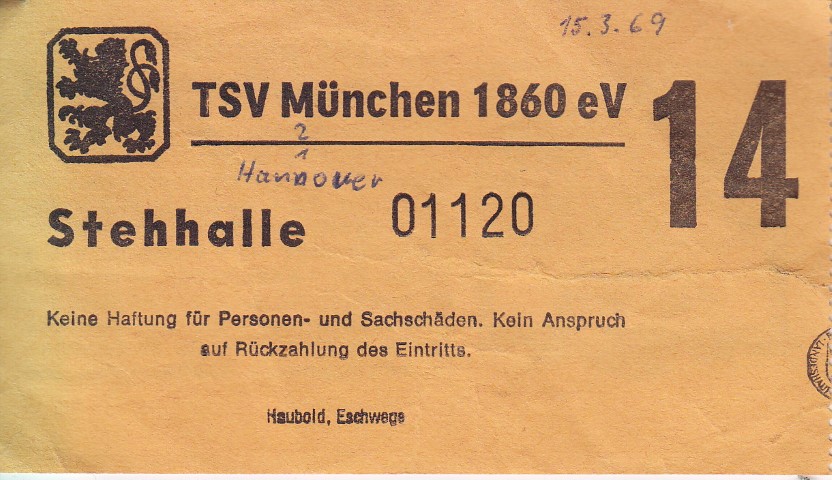 15.3.69
TSV München 1860 eV
14
2
1
Hannover
Stehhalle 01120
Keine Haftung für Personen- und Sachschäden. Kein Anspruch
auf Rückzahlung des Eintritts.
Haubold, Eschwege